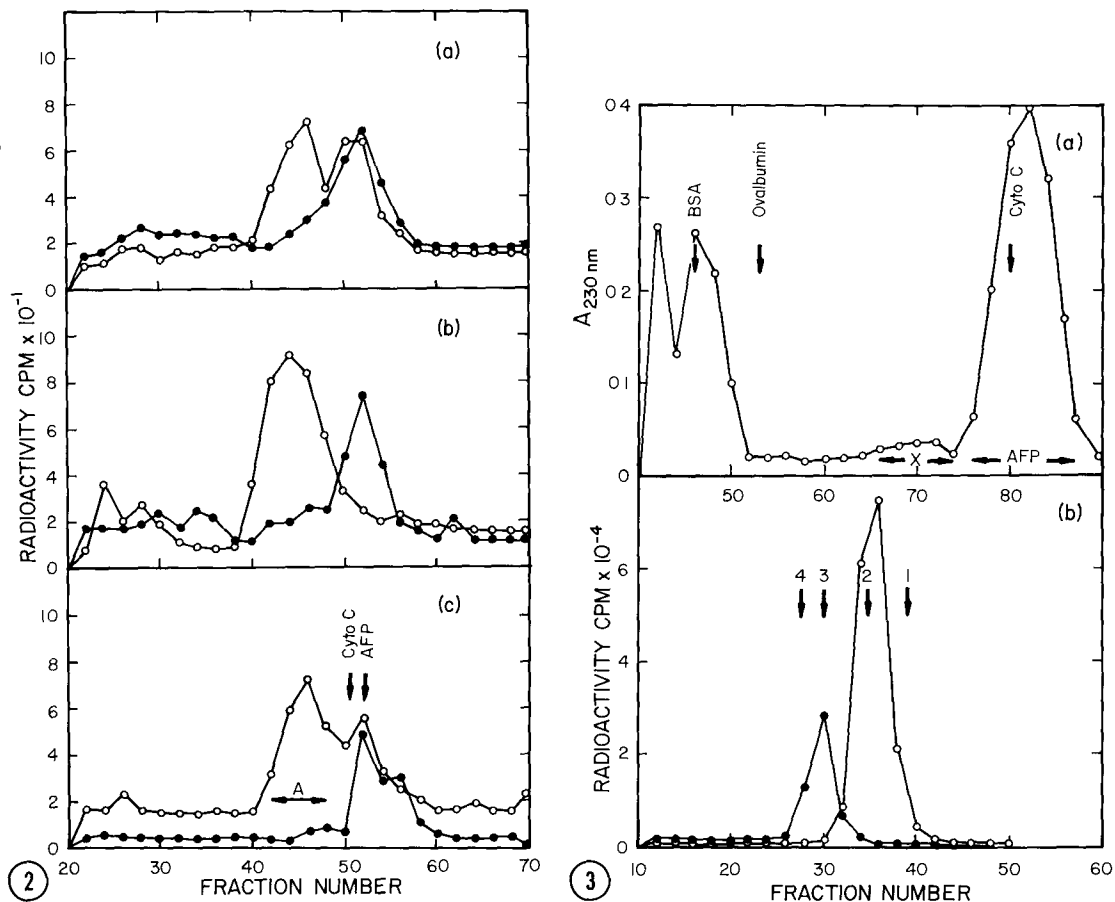 (a)
10
8
6
4
2
0
(b)
10
8
6
4
2
0
(c)
Cyto C
AFP
A
10
8
6
4
2
0
20 30 40 50 60 70
RADIOACTIVITY CPM x 10⁻¹
FRACTION NUMBER
2
(a)
BSA
Ovalbumin
Cyto C
X
AFP
0 4
0 3
0 2
0 1
0
A230 nm
50 60 70 80 90
(b)
4 3 2 1
6
4
2
0
RADIOACTIVITY CPM x 10⁻⁴
10 20 30 40 50 60
FRACTION NUMBER
3